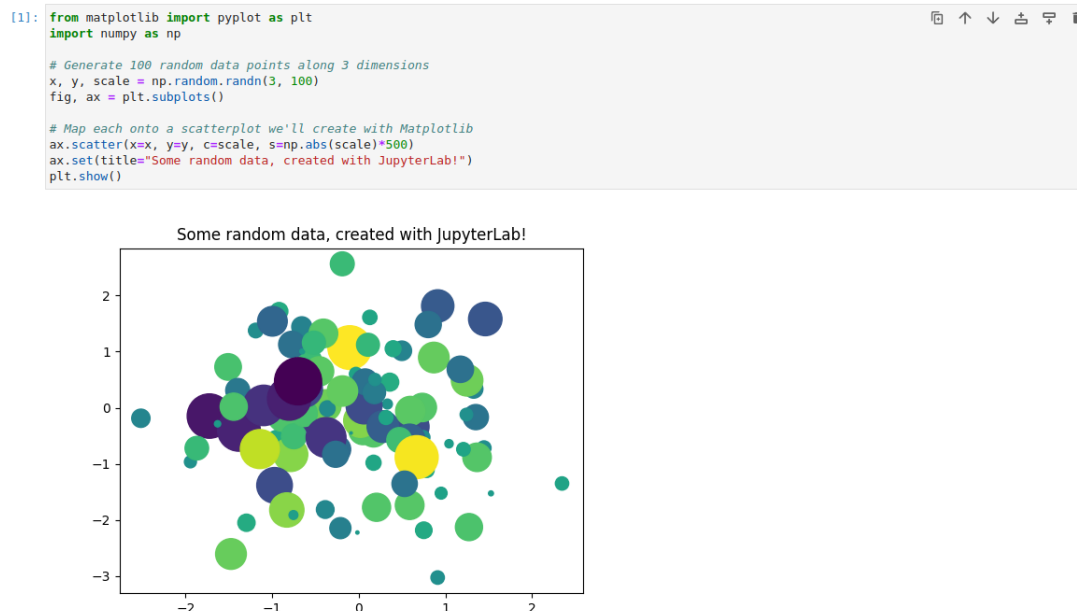 [1]: from matplotlib import pyplot as plt
import numpy as np
# Generate 100 random data points along 3 dimensions
x, y, scale = np.random.randn(3, 100)
fig, ax = plt.subplots()
# Map each onto a scatterplot we'll create with Matplotlib
ax.scatter(x=x, y=y, c=scale, s=np.abs(scale)*500)
ax.set(title="Some random data, created with JupyterLab!")
plt.show()
Some random data, created with JupyterLab!
2
1
0
−1
−2
−3
−2 −1 0 1 2